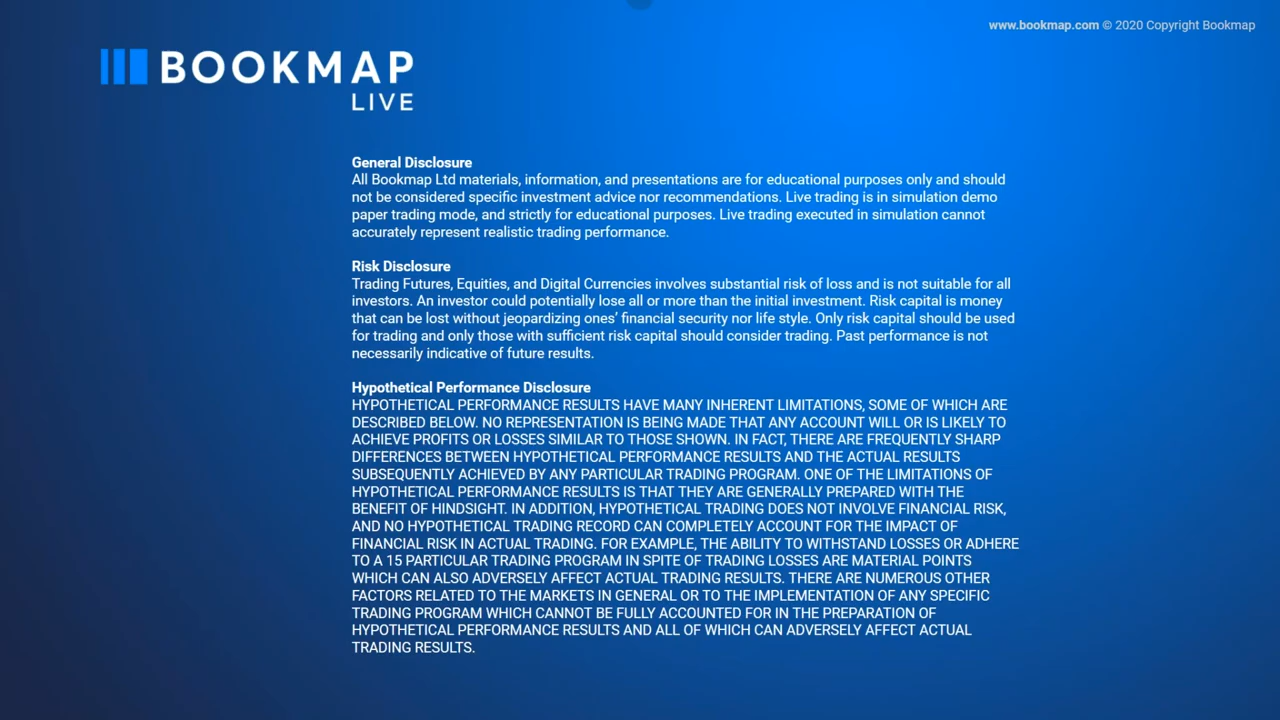 www.bookmap.com © 2020 Copyright Bookmap
BOOKMAP
LIVE
General Disclosure
All Bookmap Ltd materials, information, and presentations are for educational purposes only and should
not be considered specific investment advice nor recommendations. Live trading is in simulation demo
paper trading mode, and strictly for educational purposes. Live trading executed in simulation cannot
accurately represent realistic trading performance.
Risk Disclosure
Trading Futures, Equities, and Digital Currencies involves substantial risk of loss and is not suitable for all
investors. An investor could potentially lose all or more than the initial investment. Risk capital is money
that can be lost without jeopardizing ones’ financial security nor life style. Only risk capital should be used
for trading and only those with sufficient risk capital should consider trading. Past performance is not
necessarily indicative of future results.
Hypothetical Performance Disclosure
HYPOTHETICAL PERFORMANCE RESULTS HAVE MANY INHERENT LIMITATIONS, SOME OF WHICH ARE
DESCRIBED BELOW. NO REPRESENTATION IS BEING MADE THAT ANY ACCOUNT WILL OR IS LIKELY TO
ACHIEVE PROFITS OR LOSSES SIMILAR TO THOSE SHOWN. IN FACT, THERE ARE FREQUENTLY SHARP
DIFFERENCES BETWEEN HYPOTHETICAL PERFORMANCE RESULTS AND THE ACTUAL RESULTS
SUBSEQUENTLY ACHIEVED BY ANY PARTICULAR TRADING PROGRAM. ONE OF THE LIMITATIONS OF
HYPOTHETICAL PERFORMANCE RESULTS IS THAT THEY ARE GENERALLY PREPARED WITH THE
BENEFIT OF HINDSIGHT. IN ADDITION, HYPOTHETICAL TRADING DOES NOT INVOLVE FINANCIAL RISK,
AND NO HYPOTHETICAL TRADING RECORD CAN COMPLETELY ACCOUNT FOR THE IMPACT OF
FINANCIAL RISK IN ACTUAL TRADING. FOR EXAMPLE, THE ABILITY TO WITHSTAND LOSSES OR ADHERE
TO A 15 PARTICULAR TRADING PROGRAM IN SPITE OF TRADING LOSSES ARE MATERIAL POINTS
WHICH CAN ALSO ADVERSELY AFFECT ACTUAL TRADING RESULTS. THERE ARE NUMEROUS OTHER
FACTORS RELATED TO THE MARKETS IN GENERAL OR TO THE IMPLEMENTATION OF ANY SPECIFIC
TRADING PROGRAM WHICH CANNOT BE FULLY ACCOUNTED FOR IN THE PREPARATION OF
HYPOTHETICAL PERFORMANCE RESULTS AND ALL OF WHICH CAN ADVERSELY AFFECT ACTUAL
TRADING RESULTS.